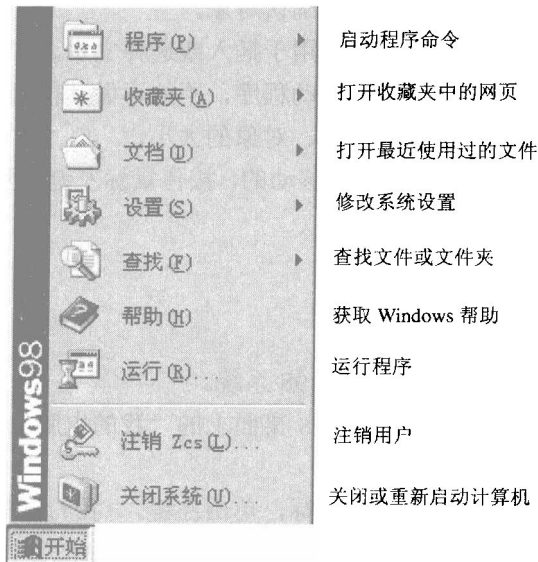 程序(P) 启动程序命令
收藏夹(A) 打开收藏夹中的网页
文档(D) 打开最近使用过的文件
设置(S) 修改系统设置
查找(F) 查找文件或文件夹
帮助(H) 获取 Windows 帮助
运行(R)... 运行程序
注销 Zcs(L)... 注销用户
关闭系统(U)... 关闭或重新启动计算机
Windows98
开始